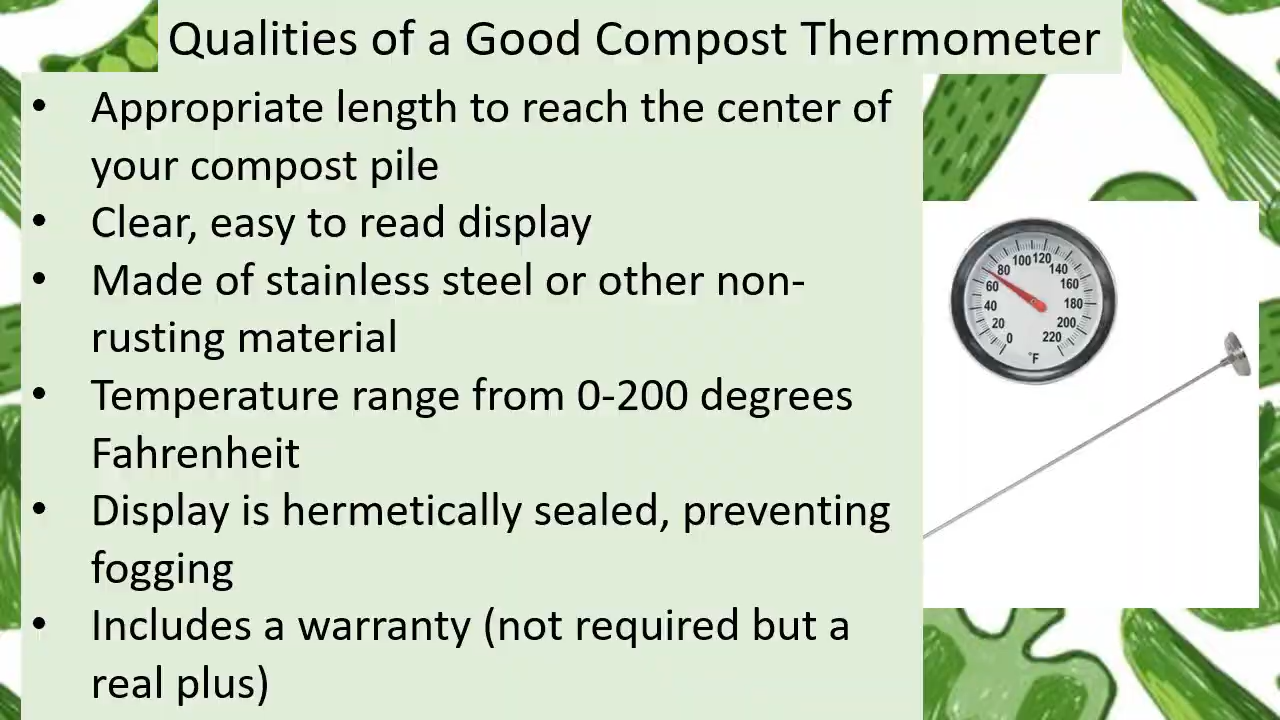 Qualities of a Good Compost Thermometer
• Appropriate length to reach the center of
your compost pile
• Clear, easy to read display
• Made of stainless steel or other non-
rusting material
• Temperature range from 0-200 degrees
Fahrenheit
• Display is hermetically sealed, preventing
fogging
• Includes a warranty (not required but a
real plus)
100 120
80 140
60 160
40 180
20 200
0 220
°F